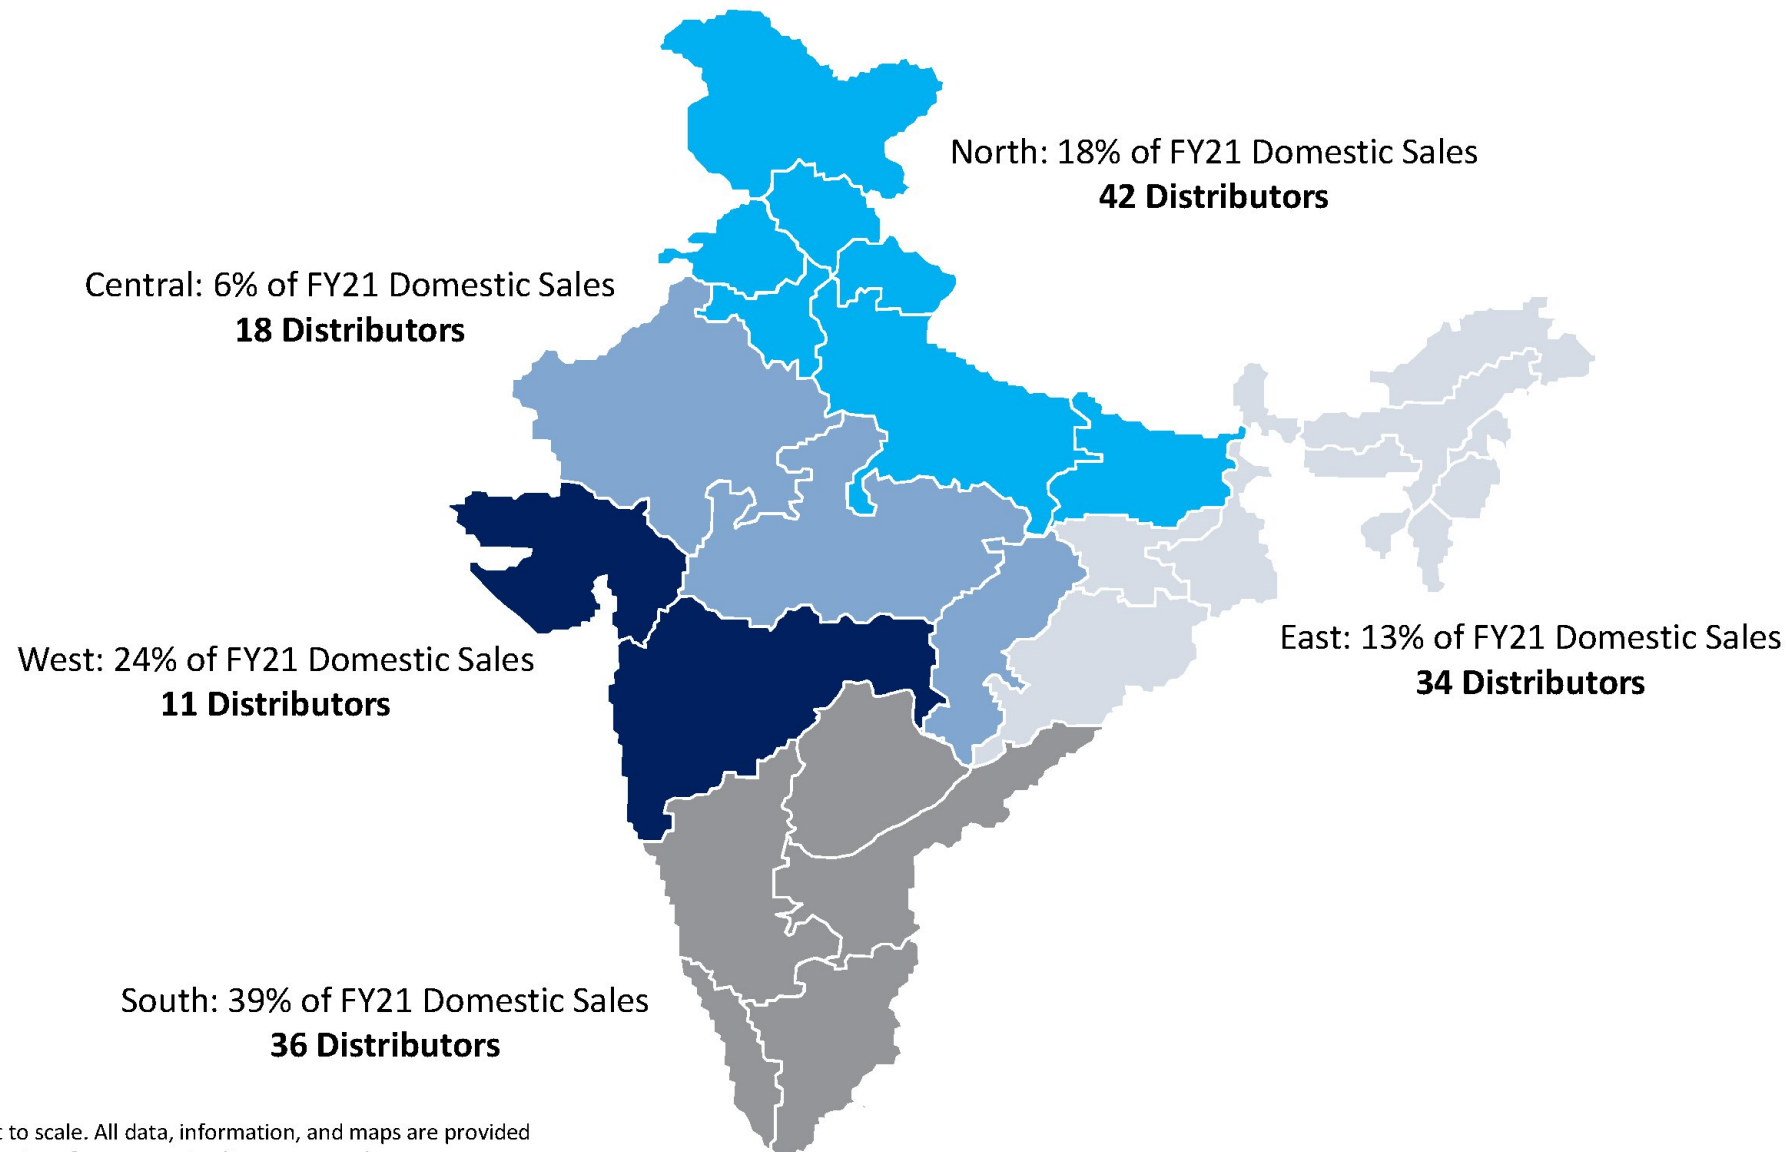 North: 18% of FY21 Domestic Sales
42 Distributors
Central: 6% of FY21 Domestic Sales
18 Distributors
West: 24% of FY21 Domestic Sales
11 Distributors
East: 13% of FY21 Domestic Sales
34 Distributors
South: 39% of FY21 Domestic Sales
36 Distributors
to scale. All data, information, and maps are provided